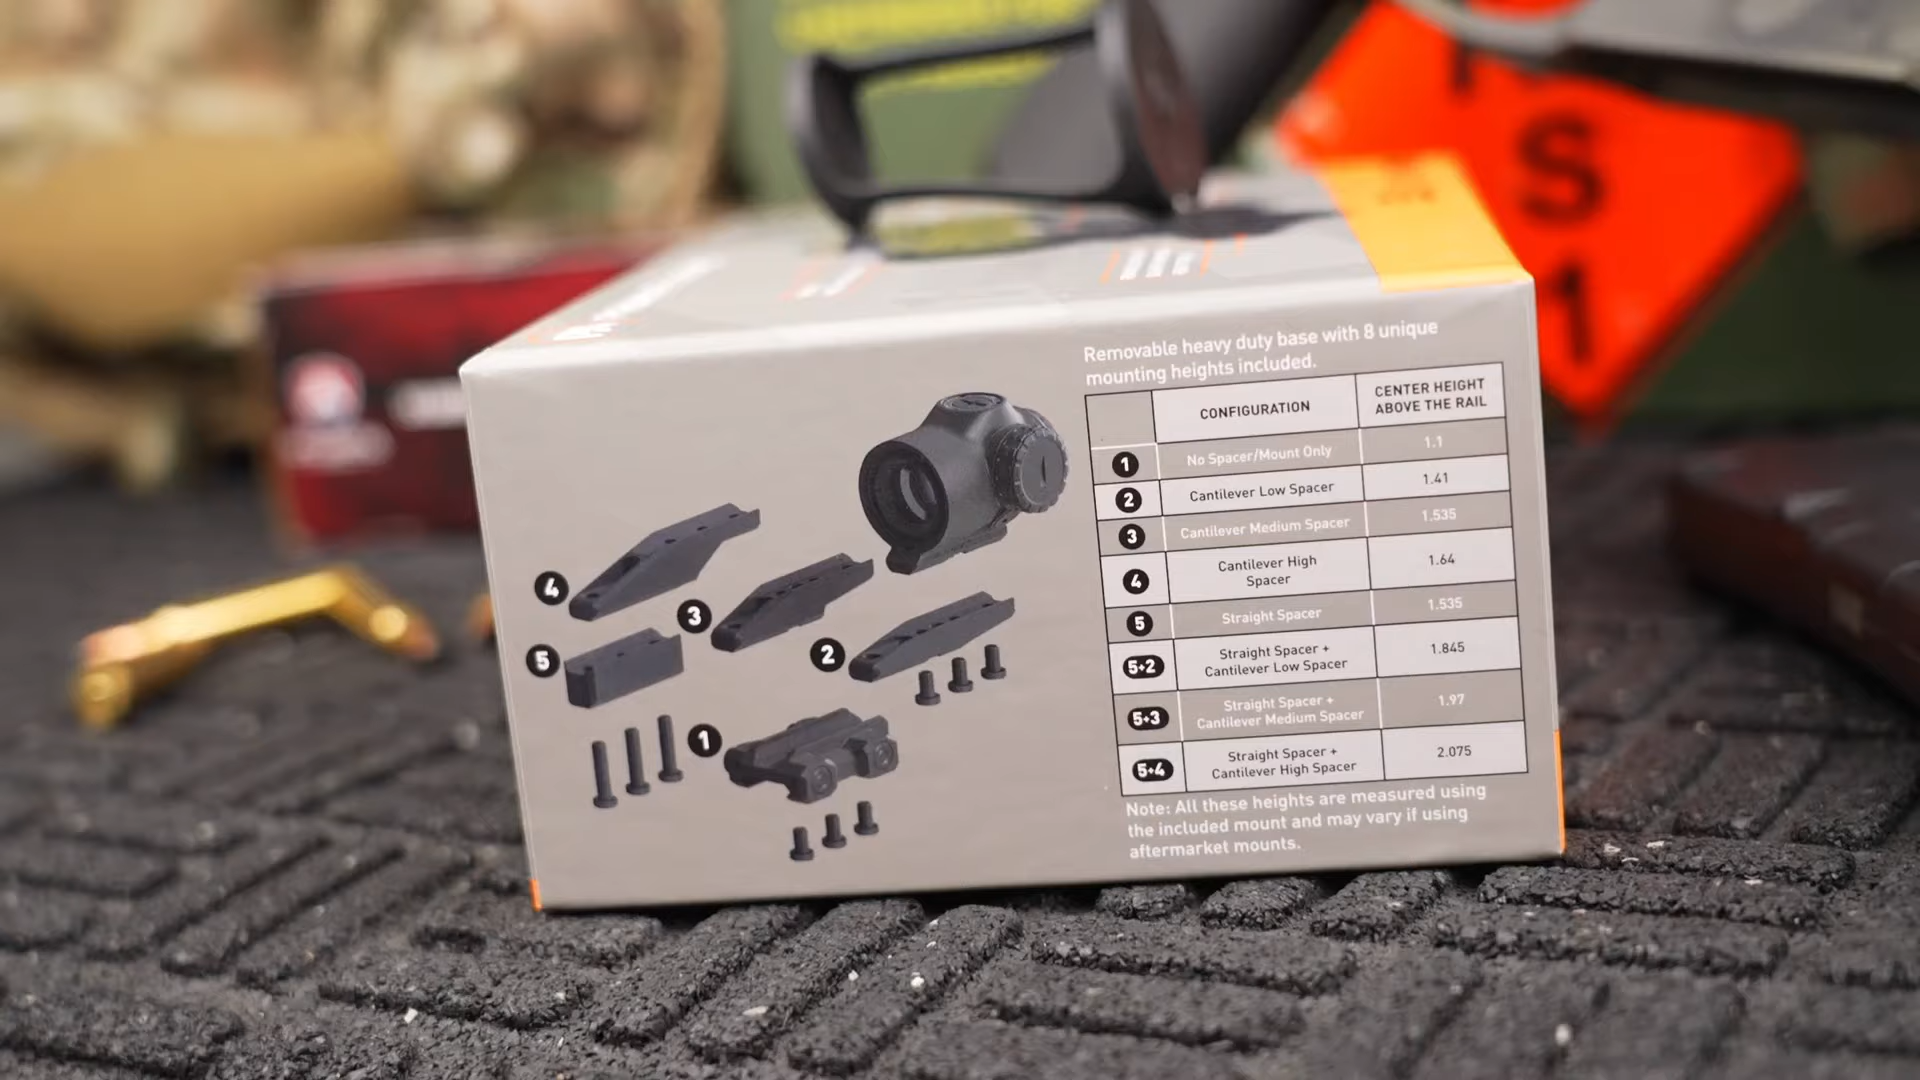 S
1
Removable heavy duty base with 8 unique
mounting heights included.
CONFIGURATION
CENTER HEIGHT
ABOVE THE RAIL
1 No Spacer/Mount Only 1.1
2 Cantilever Low Spacer 1.41
3 Cantilever Medium Spacer 1.535
4 Cantilever High
Spacer 1.64
5 Straight Spacer 1.535
5+2 Straight Spacer +
Cantilever Low Spacer 1.845
5+3 Straight Spacer +
Cantilever Medium Spacer 1.97
5+4 Straight Spacer +
Cantilever High Spacer 2.075
Note: All these heights are measured using
the included mount and may vary if using
aftermarket mounts.
4
3
2
5
1